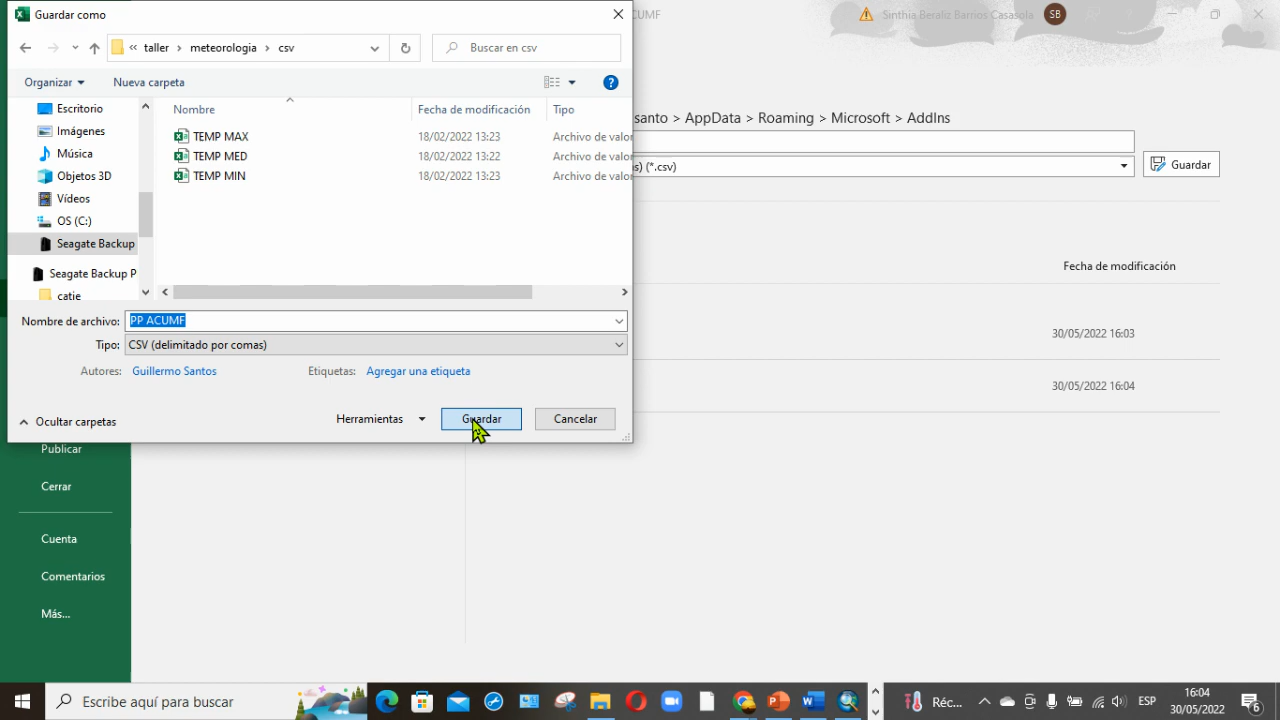 Guardar como
ACUMF
Sinthia Beraliz Barrios Casasola
SB
taller > meteorologia > csv
Buscar en csv
Organizar
Nueva carpeta
Escritorio
Imágenes
Música
Objetos 3D
Vídeos
OS (C:)
Seagate Backup
Seagate Backup P
catie
Nombre
Fecha de modificación
Tipo
TEMP MAX
18/02/2022 13:23
Archivo de valor
TEMP MED
18/02/2022 13:22
Archivo de valor
TEMP MIN
18/02/2022 13:23
Archivo de valor
santo > AppData > Roaming > Microsoft > AddIns
s) (*.csv)
Guardar
Fecha de modificación
30/05/2022 16:03
30/05/2022 16:04
Nombre de archivo:
PP ACUMF
Tipo:
CSV (delimitado por comas)
Autores:
Guillermo Santos
Etiquetas:
Agregar una etiqueta
Ocultar carpetas
Herramientas
Guardar
Cancelar
Publicar
Cerrar
Cuenta
Comentarios
Más...
Escribe aquí para buscar
Réc...
ESP
16:04
30/05/2022
6